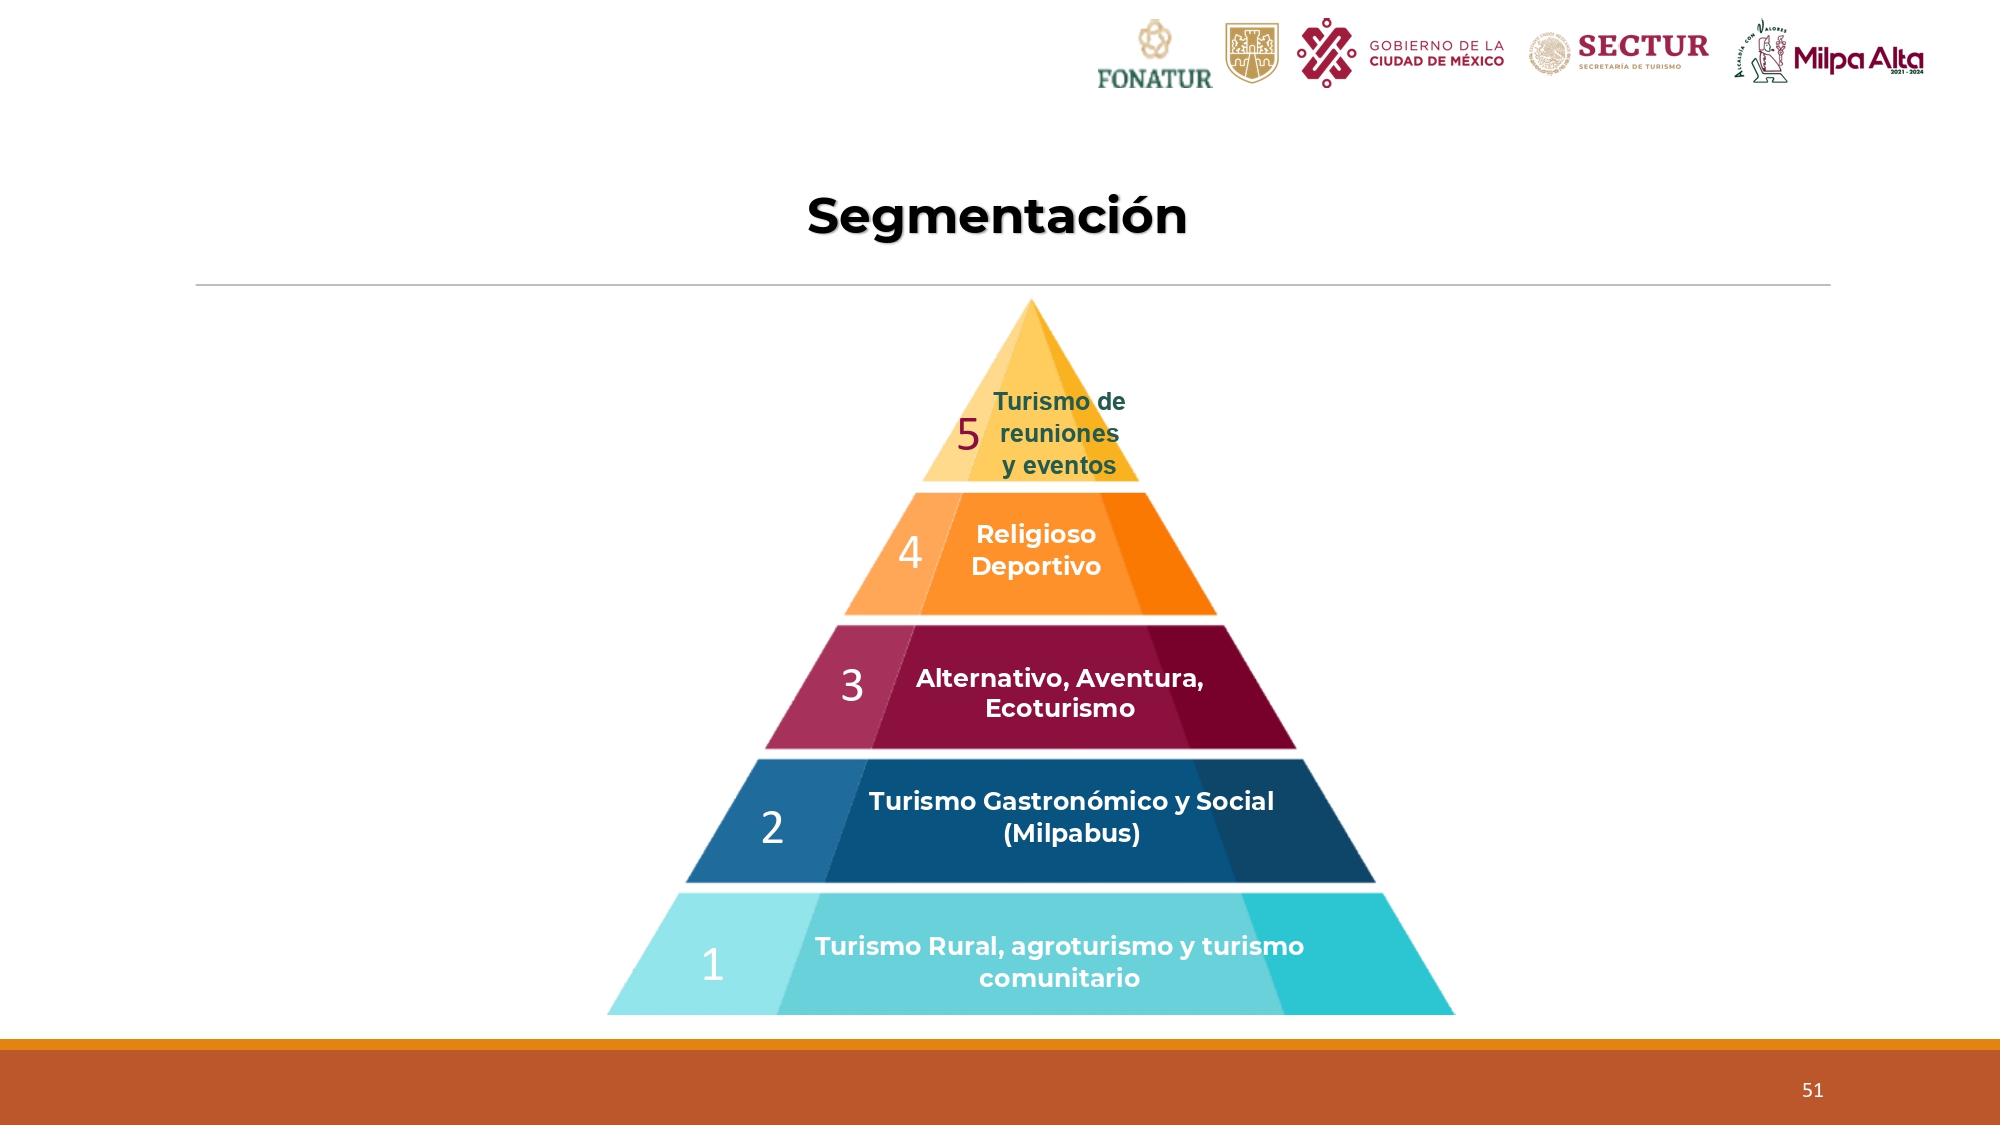 FONATUR
GOBIERNO DE LA
CIUDAD DE MÉXICO
SECTUR
SECRETARÍA DE TURISMO
ALCALDÍA CON VALORES
Milpa Alta
2021 - 2024
Segmentación
5
Turismo de
reuniones
y eventos
4
Religioso
Deportivo
3
Alternativo, Aventura,
Ecoturismo
2
Turismo Gastronómico y Social
(Milpabus)
1
Turismo Rural, agroturismo y turismo
comunitario
51